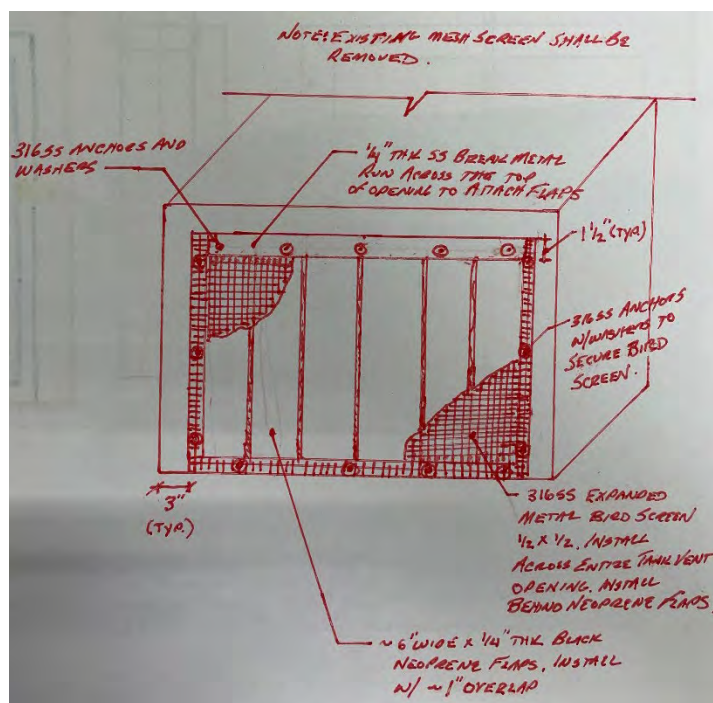 NOTE: EXISTING MESH SCREEN SHALL BE
REMOVED.
316SS ANCHORS AND
WASHERS
1/4" THK SS BREAK METAL
RUN ACROSS THE TOP
OF OPENING TO ATTACH FLAPS
1 1/2" (TYP.)
316SS ANCHORS
W/WASHERS TO
SECURE BIRD
SCREEN.
3"
(TYP.)
316SS EXPANDED
METAL BIRD SCREEN
1/2 X 1/2, INSTALL
ACROSS ENTIRE TANK VENT
OPENING, INSTALL
BEHIND NEOPRENE FLAPS
~ 6" WIDE X 1/4" THK BLACK
NEOPRENE FLAPS, INSTALL
W/ ~ 1" OVERLAP